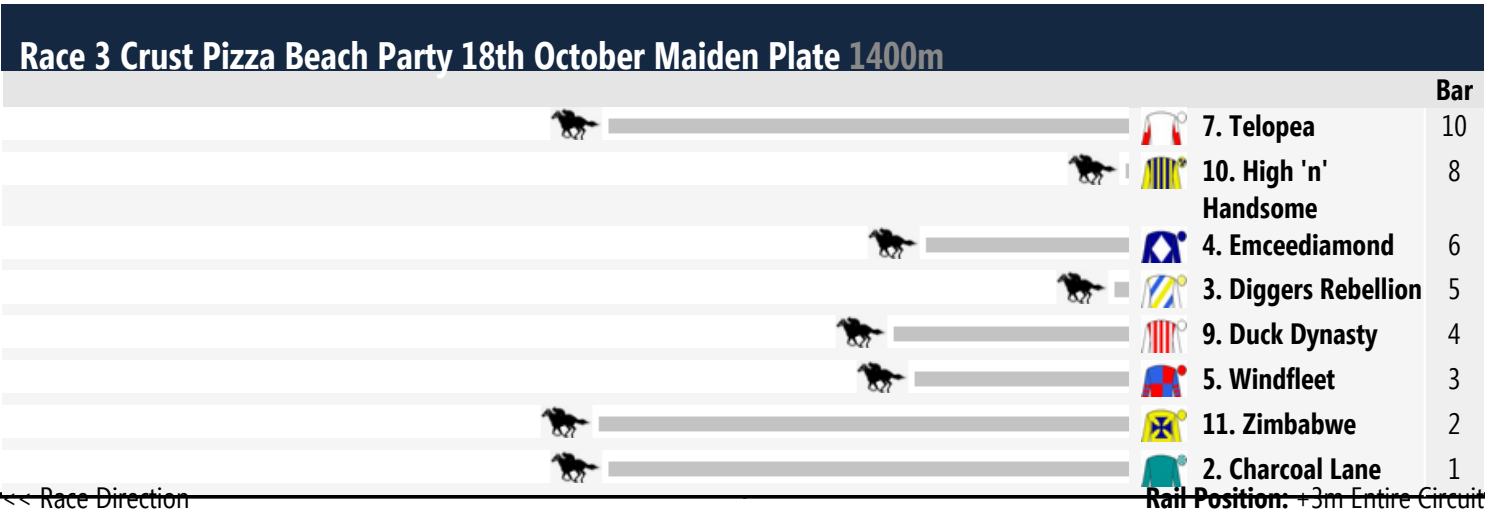 Race 3 Crust Pizza Beach Party 18th October Maiden Plate 1400m
Bar
7. Telopea 10
10. High 'n' 8
Handsome
4. Emceediamond 6
3. Diggers Rebellion 5
9. Duck Dynasty 4
5. Windfleet 3
11. Zimbabwe 2
2. Charcoal Lane 1
<< Race Direction Rail Position: +3m Entire Circuit